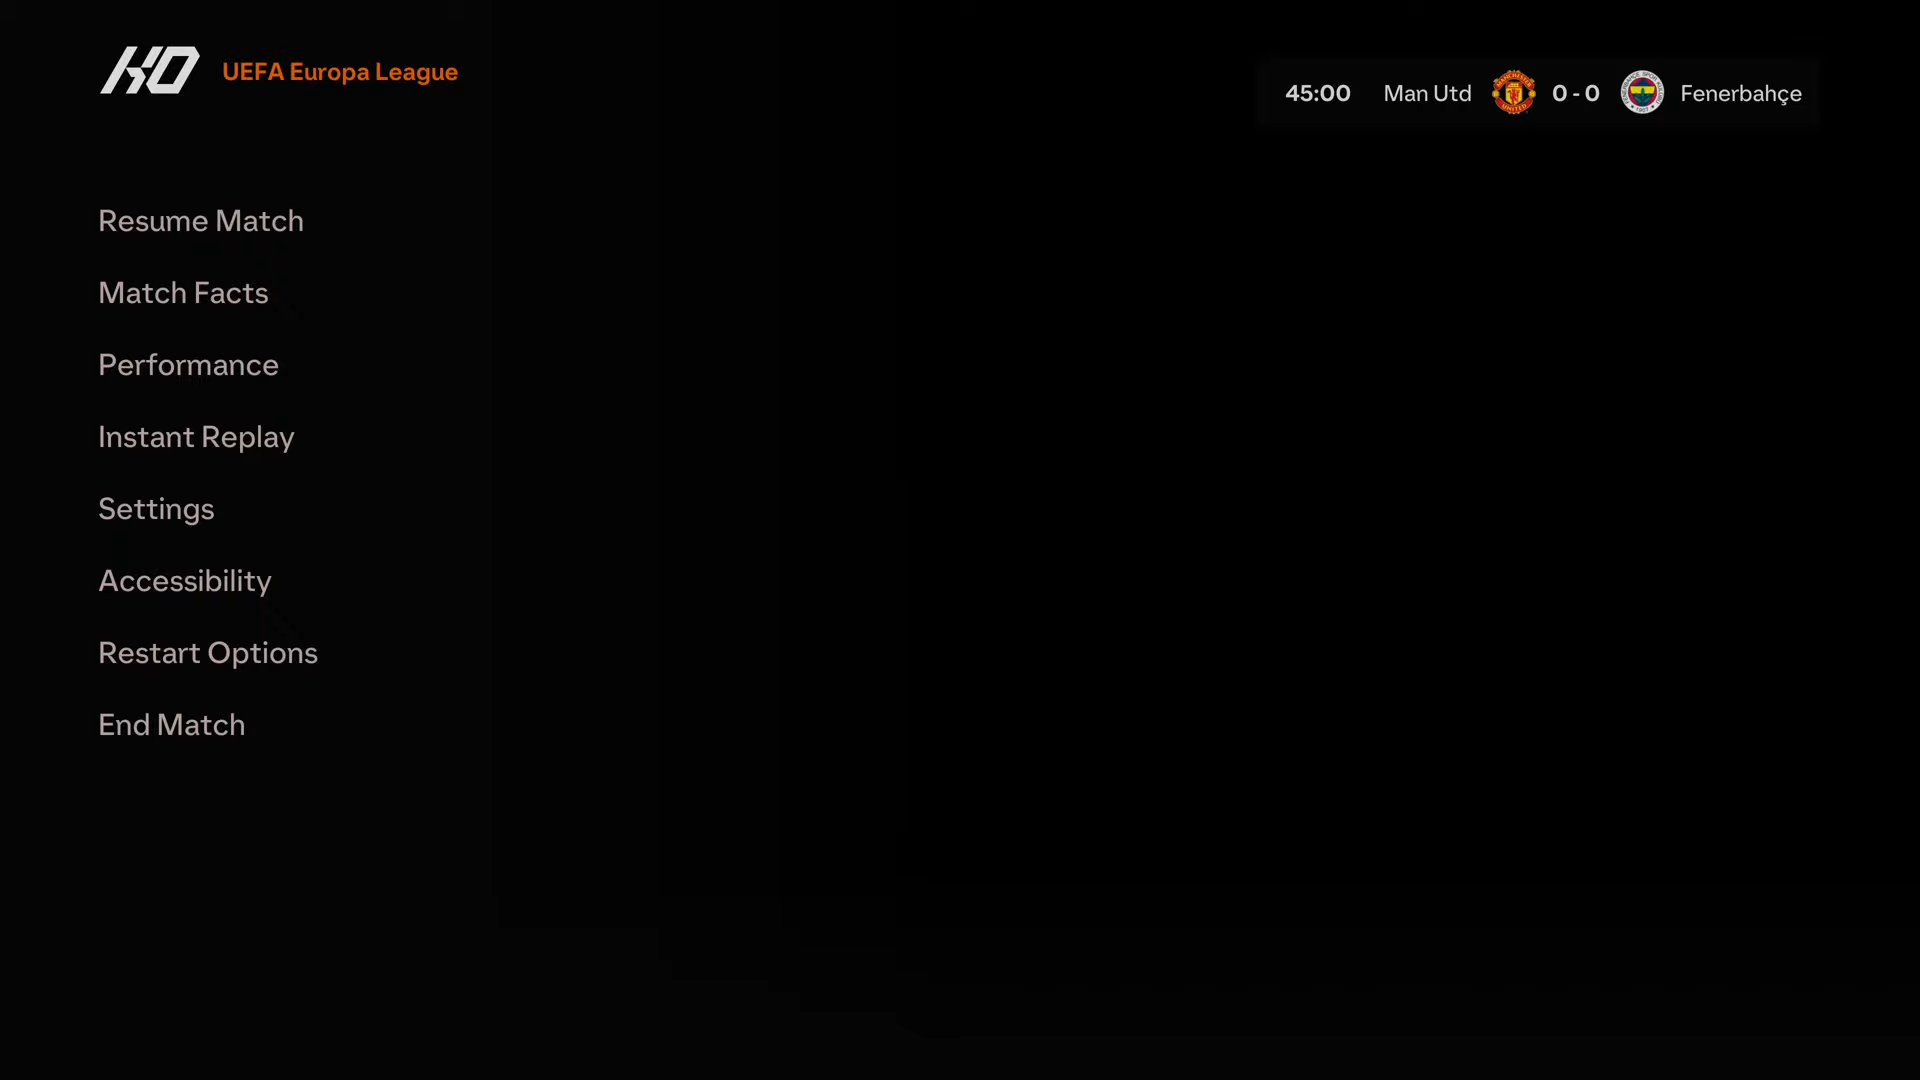 KO UEFA Europa League
45:00 Man Utd 0 - 0 Fenerbahçe
Resume Match
Match Facts
Performance
Instant Replay
Settings
Accessibility
Restart Options
End Match